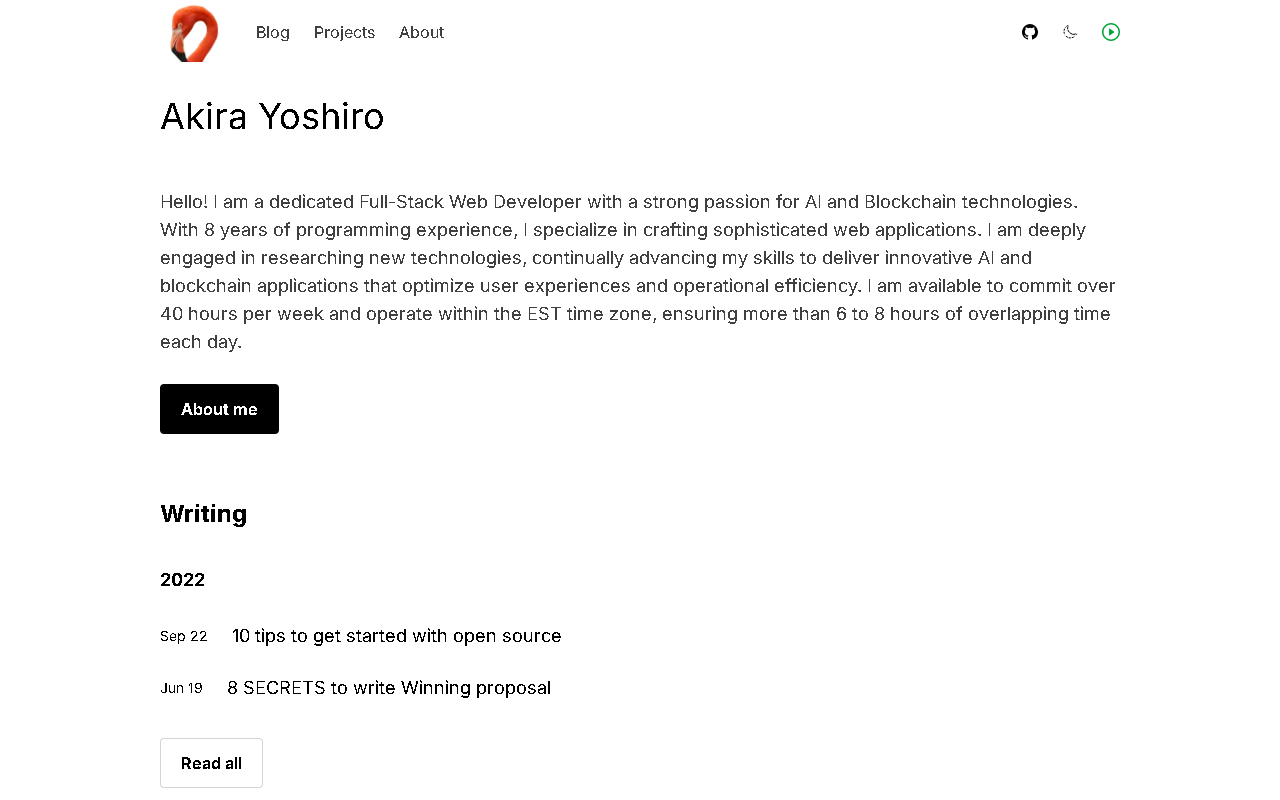 Blog Projects About
Akira Yoshiro
Hello! I am a dedicated Full-Stack Web Developer with a strong passion for AI and Blockchain technologies.
With 8 years of programming experience, I specialize in crafting sophisticated web applications. I am deeply
engaged in researching new technologies, continually advancing my skills to deliver innovative AI and
blockchain applications that optimize user experiences and operational efficiency. I am available to commit over
40 hours per week and operate within the EST time zone, ensuring more than 6 to 8 hours of overlapping time
each day.
About me
Writing
2022
Sep 22 10 tips to get started with open source
Jun 19 8 SECRETS to write Winning proposal
Read all